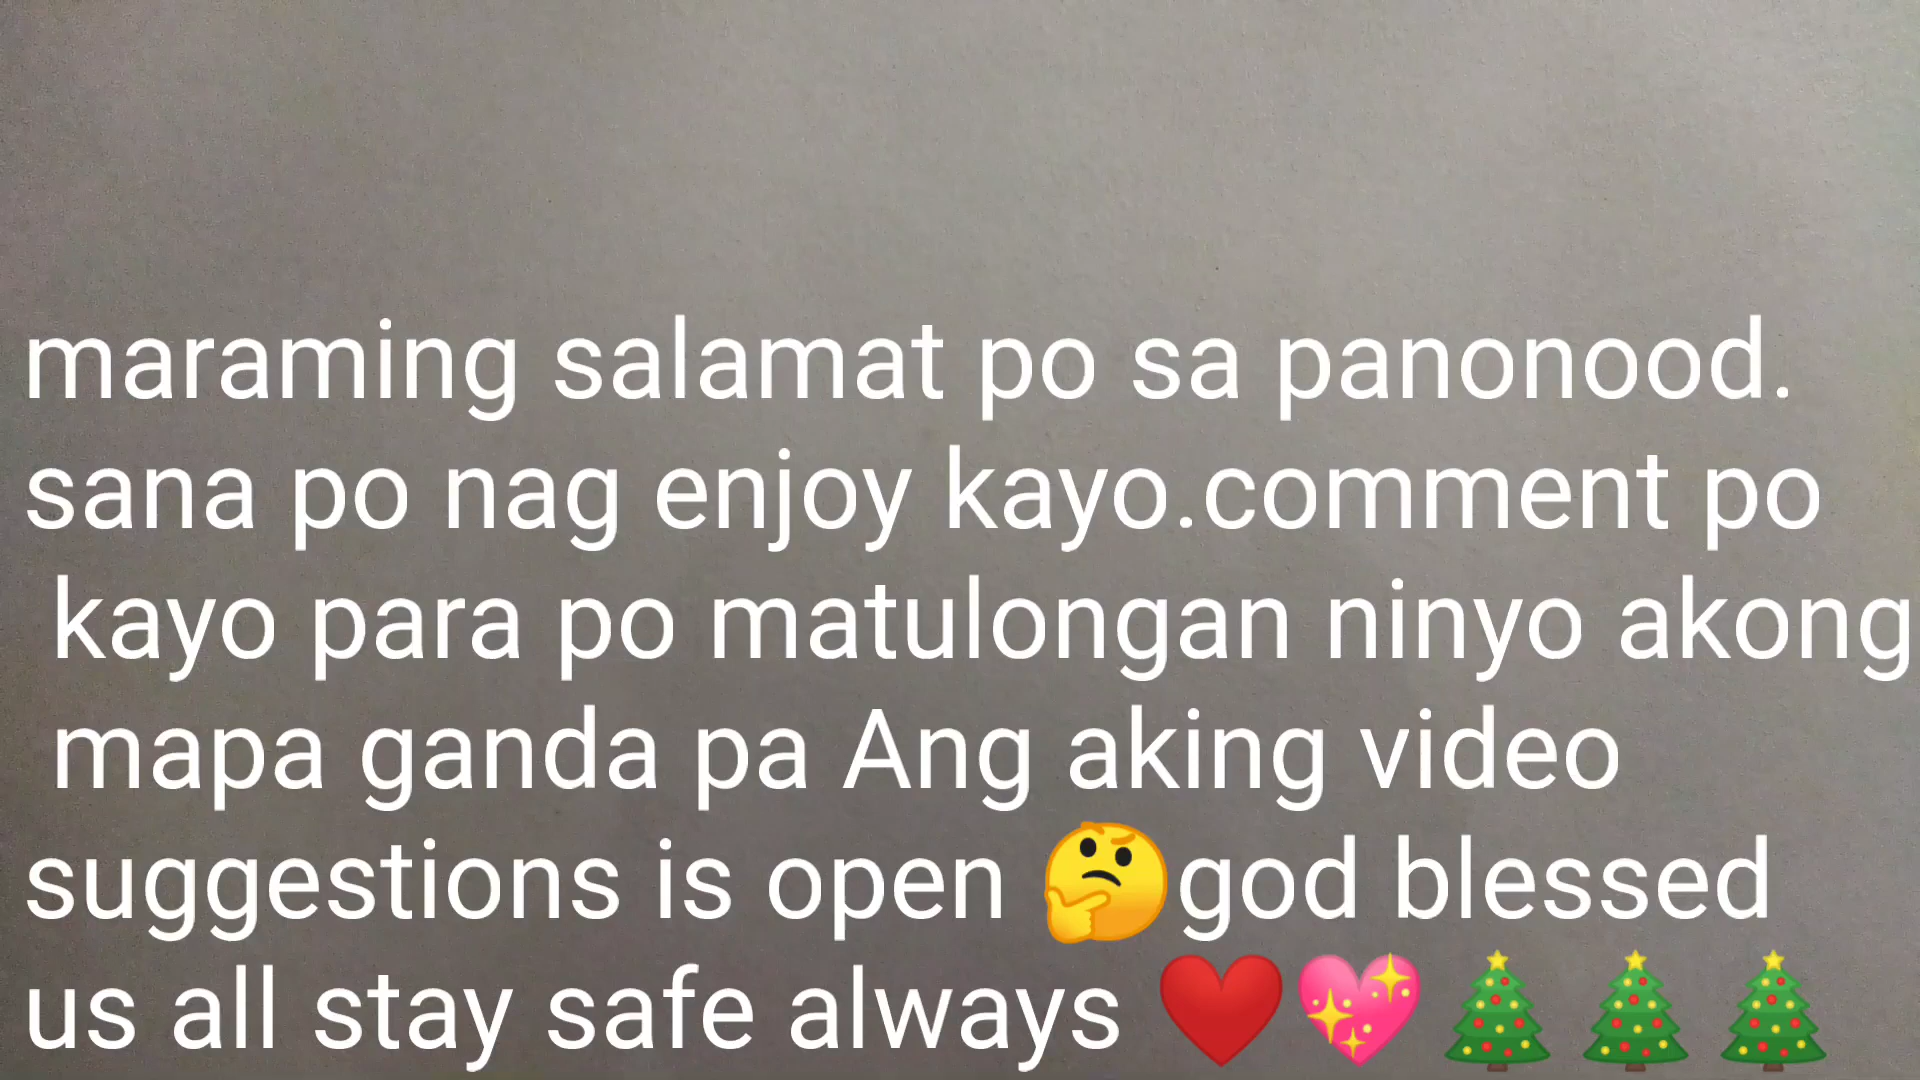 maraming salamat po sa panonood.
sana po nag enjoy kayo.comment po
kayo para po matulongan ninyo akong
mapa ganda pa Ang aking video
suggestions is open 🤔god blessed
us all stay safe always ❤️💖🎄🎄🎄